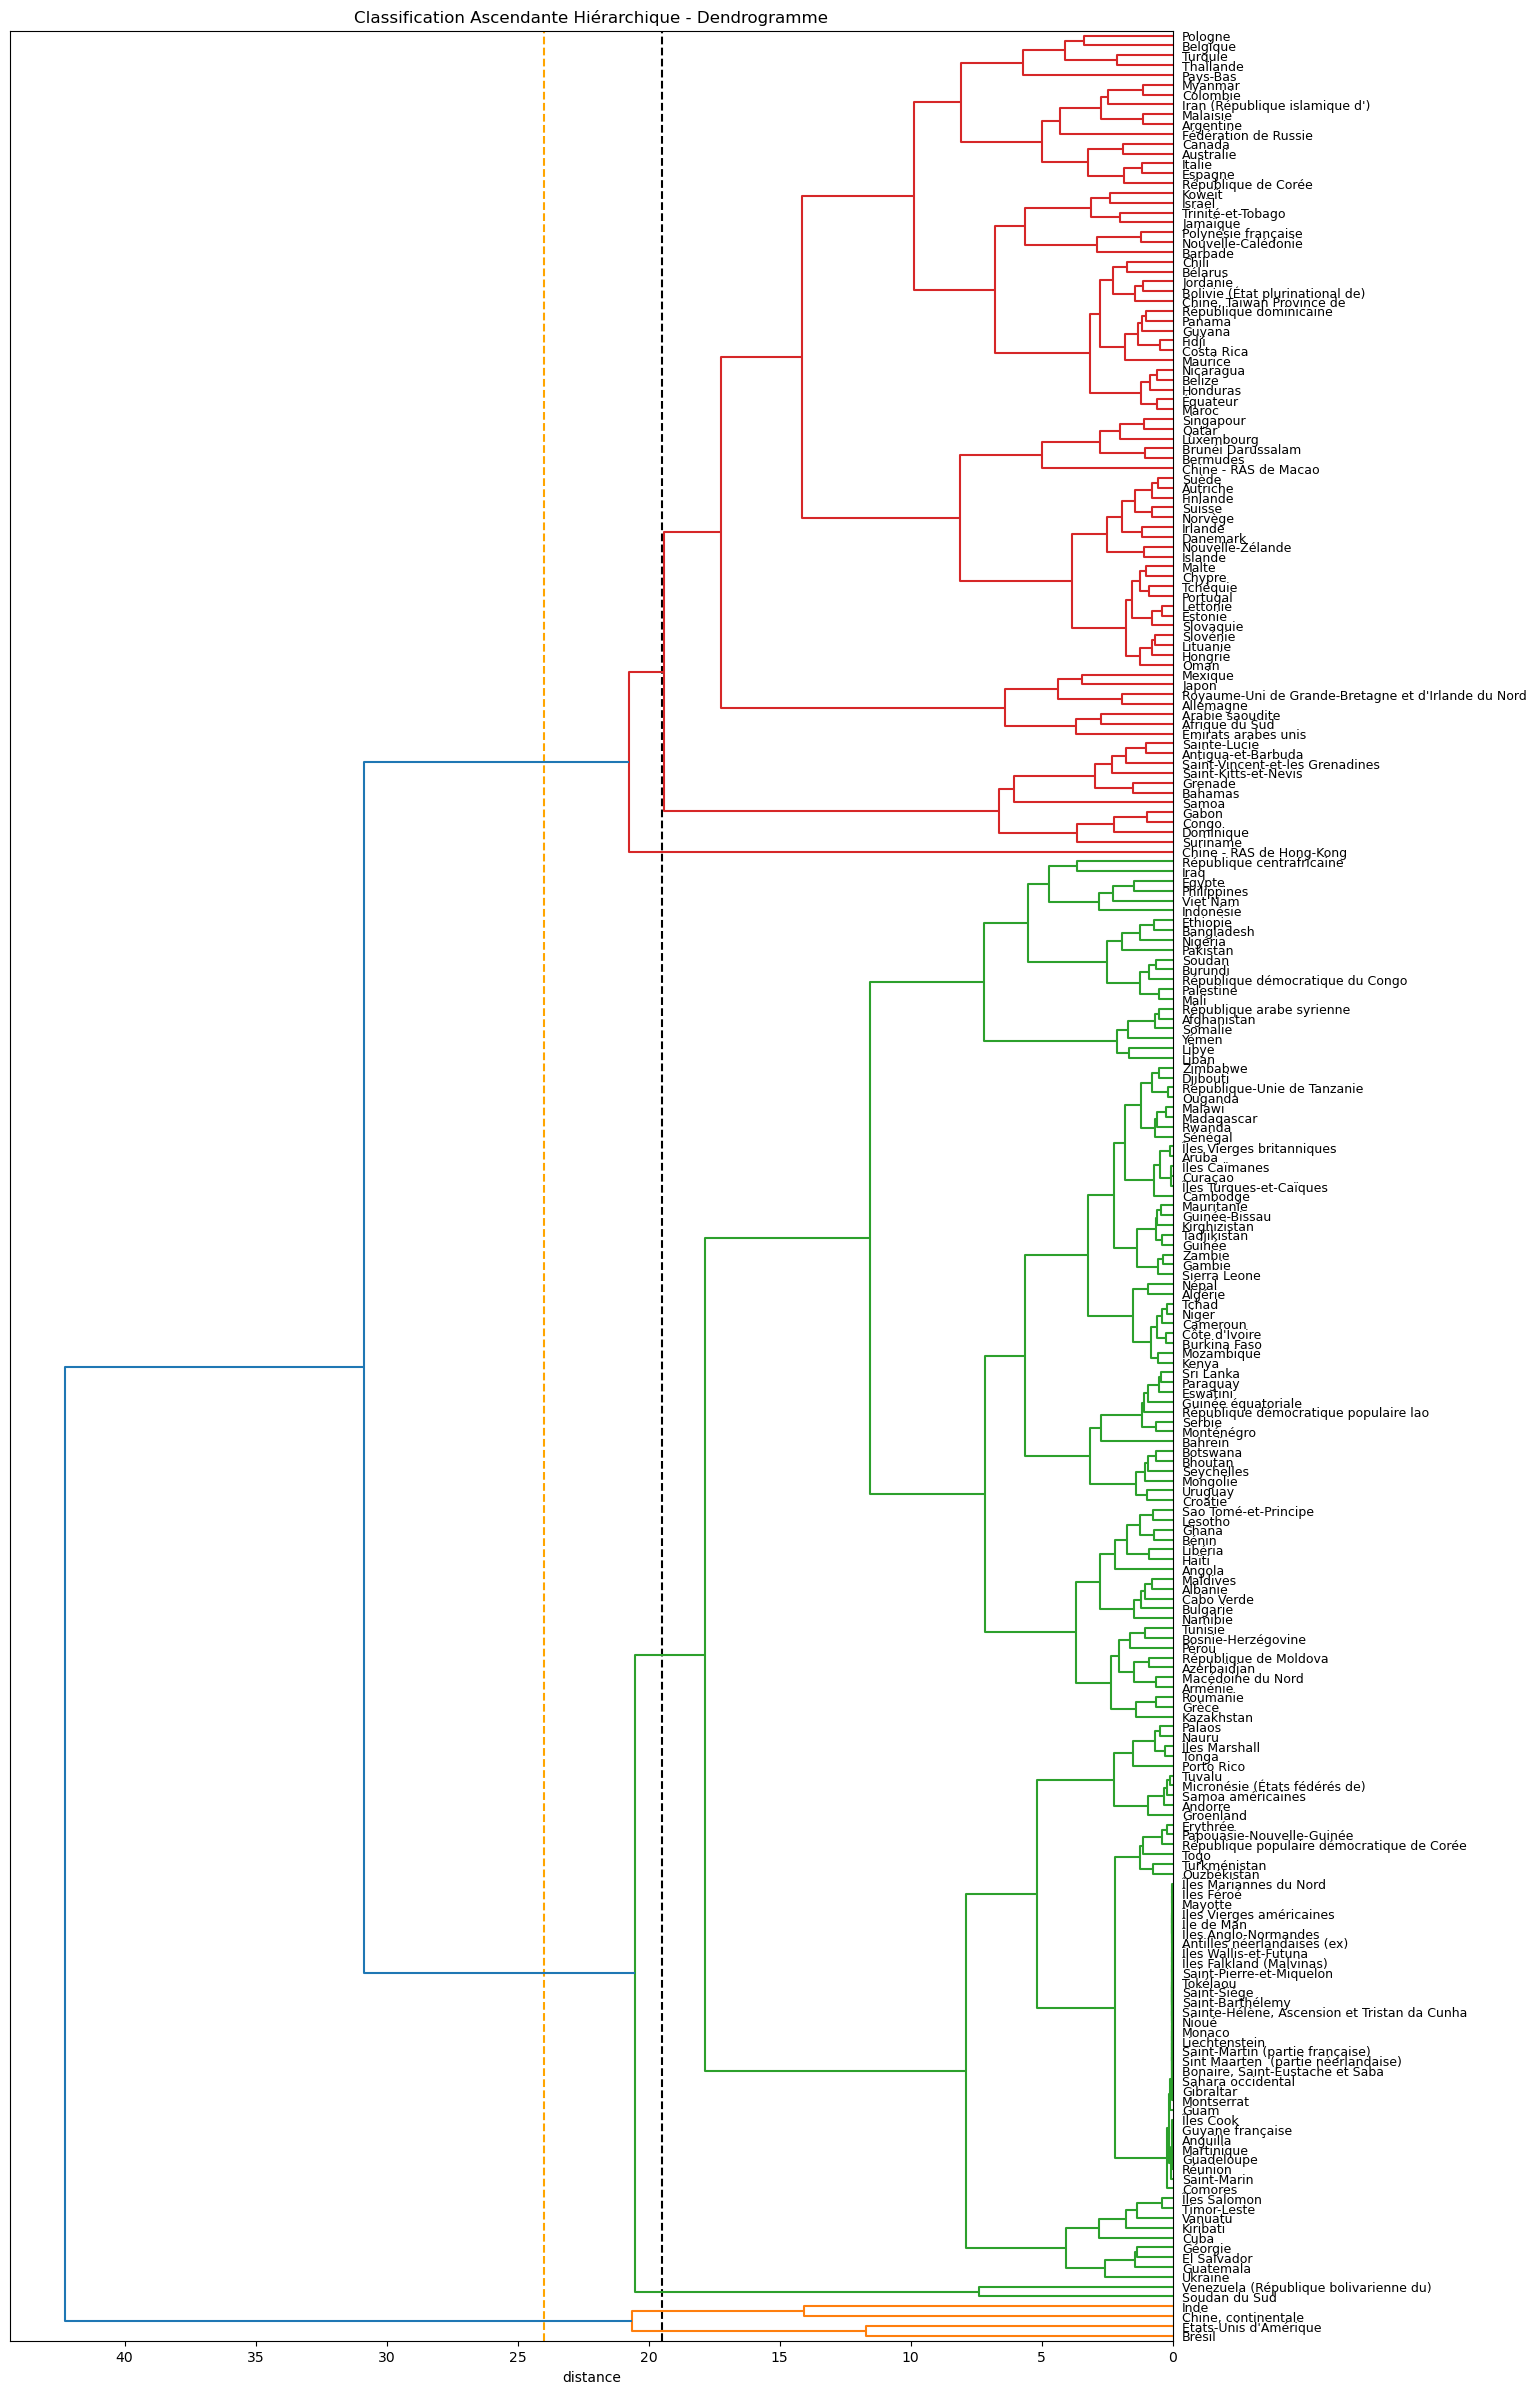 Classification Ascendante Hiérarchique - Dendrogramme
Pologne
Belgique
Turquie
Thaïlande
Pays-Bas
Myanmar
Colombie
Iran (République islamique d')
Malaisie
Argentine
Fédération de Russie
Canada
Australie
Italie
Espagne
République de Corée
Koweït
Israël
Trinité-et-Tobago
Jamaïque
Polynésie française
Nouvelle-Calédonie
Barbade
Chili
Bélarus
Jordanie
Bolivie (État plurinational de)
Chine, Taiwan Province de
République dominicaine
Panama
Guyana
Fidji
Costa Rica
Maurice
Nicaragua
Belize
Honduras
Équateur
Maroc
Singapour
Qatar
Luxembourg
Brunéi Darussalam
Bermudes
Chine - RAS de Macao
Suède
Autriche
Finlande
Suisse
Norvège
Irlande
Danemark
Nouvelle-Zélande
Islande
Malte
Chypre
Tchéquie
Portugal
Lettonie
Estonie
Slovaquie
Slovénie
Lituanie
Hongrie
Oman
Mexique
Japon
Royaume-Uni de Grande-Bretagne et d'Irlande du Nord
Allemagne
Arabie saoudite
Afrique du Sud
Émirats arabes unis
Sainte-Lucie
Antigua-et-Barbuda
Saint-Vincent-et-les Grenadines
Saint-Kitts-et-Nevis
Grenade
Bahamas
Samoa
Gabon
Congo
Dominique
Suriname
Chine - RAS de Hong-Kong
République centrafricaine
Iraq
Égypte
Philippines
Viet Nam
Indonésie
Éthiopie
Bangladesh
Nigéria
Pakistan
Soudan
Burundi
République démocratique du Congo
Palestine
Mali
République arabe syrienne
Afghanistan
Somalie
Yémen
Libye
Liban
Zimbabwe
Djibouti
République-Unie de Tanzanie
Ouganda
Malawi
Madagascar
Rwanda
Sénégal
Îles Vierges britanniques
Aruba
Îles Caïmanes
Curaçao
Îles Turques-et-Caïques
Cambodge
Mauritanie
Guinée-Bissau
Kirghizistan
Tadjikistan
Guinée
Zambie
Gambie
Sierra Leone
Népal
Algérie
Tchad
Niger
Cameroun
Côte d'Ivoire
Burkina Faso
Mozambique
Kenya
Sri Lanka
Paraguay
Eswatini
Guinée équatoriale
République démocratique populaire lao
Serbie
Monténégro
Bahreïn
Botswana
Bhoutan
Seychelles
Mongolie
Uruguay
Croatie
Sao Tomé-et-Principe
Lesotho
Ghana
Bénin
Libéria
Haïti
Angola
Maldives
Albanie
Cabo Verde
Bulgarie
Namibie
Tunisie
Bosnie-Herzégovine
Pérou
République de Moldova
Azerbaïdjan
Macédoine du Nord
Arménie
Roumanie
Grèce
Kazakhstan
Palaos
Nauru
Îles Marshall
Tonga
Porto Rico
Tuvalu
Micronésie (États fédérés de)
Samoa américaines
Andorre
Groenland
Érythrée
Papouasie-Nouvelle-Guinée
République populaire démocratique de Corée
Togo
Turkménistan
Ouzbékistan
Îles Mariannes du Nord
Îles Féroé
Mayotte
Îles Vierges américaines
Île de Man
Îles Anglo-Normandes
Antilles néerlandaises (ex)
Îles Wallis-et-Futuna
Îles Falkland (Malvinas)
Saint-Pierre-et-Miquelon
Tokélaou
Saint-Siège
Saint-Barthélemy
Sainte-Hélène, Ascension et Tristan da Cunha
Nioué
Monaco
Liechtenstein
Saint-Martin (partie française)
Sint Maarten  (partie néerlandaise)
Bonaire, Saint-Eustache et Saba
Sahara occidental
Gibraltar
Montserrat
Guam
Îles Cook
Guyane française
Anguilla
Martinique
Guadeloupe
Réunion
Saint-Marin
Comores
Îles Salomon
Timor-Leste
Vanuatu
Kiribati
Cuba
Géorgie
El Salvador
Guatemala
Ukraine
Venezuela (République bolivarienne du)
Soudan du Sud
Inde
Chine, continentale
États-Unis d'Amérique
Brésil
40 35 30 25 20 15 10 5 0
distance